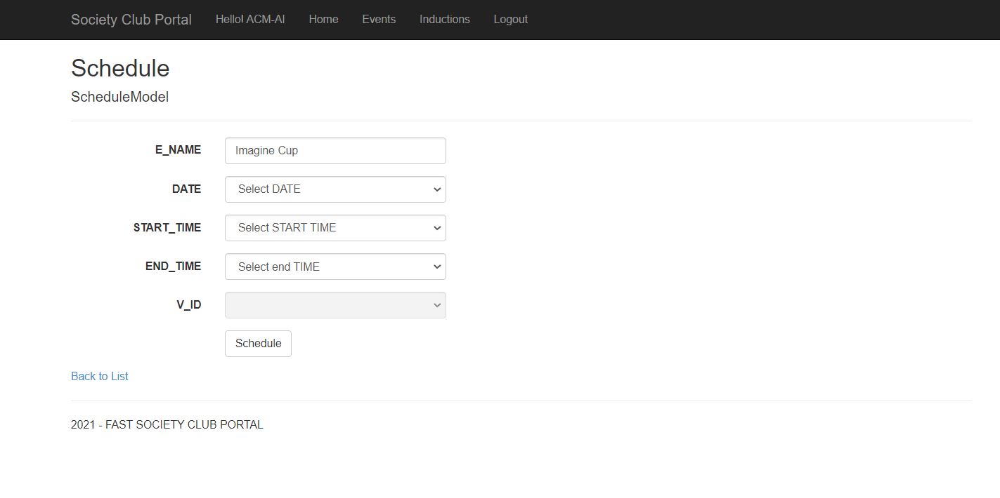 Society Club Portal Hello! ACM-AI Home Events Inductions Logout
Schedule
ScheduleModel
E_NAME Imagine Cup
DATE Select DATE
START_TIME Select START TIME
END_TIME Select end TIME
V_ID
Schedule
Back to List
2021 - FAST SOCIETY CLUB PORTAL